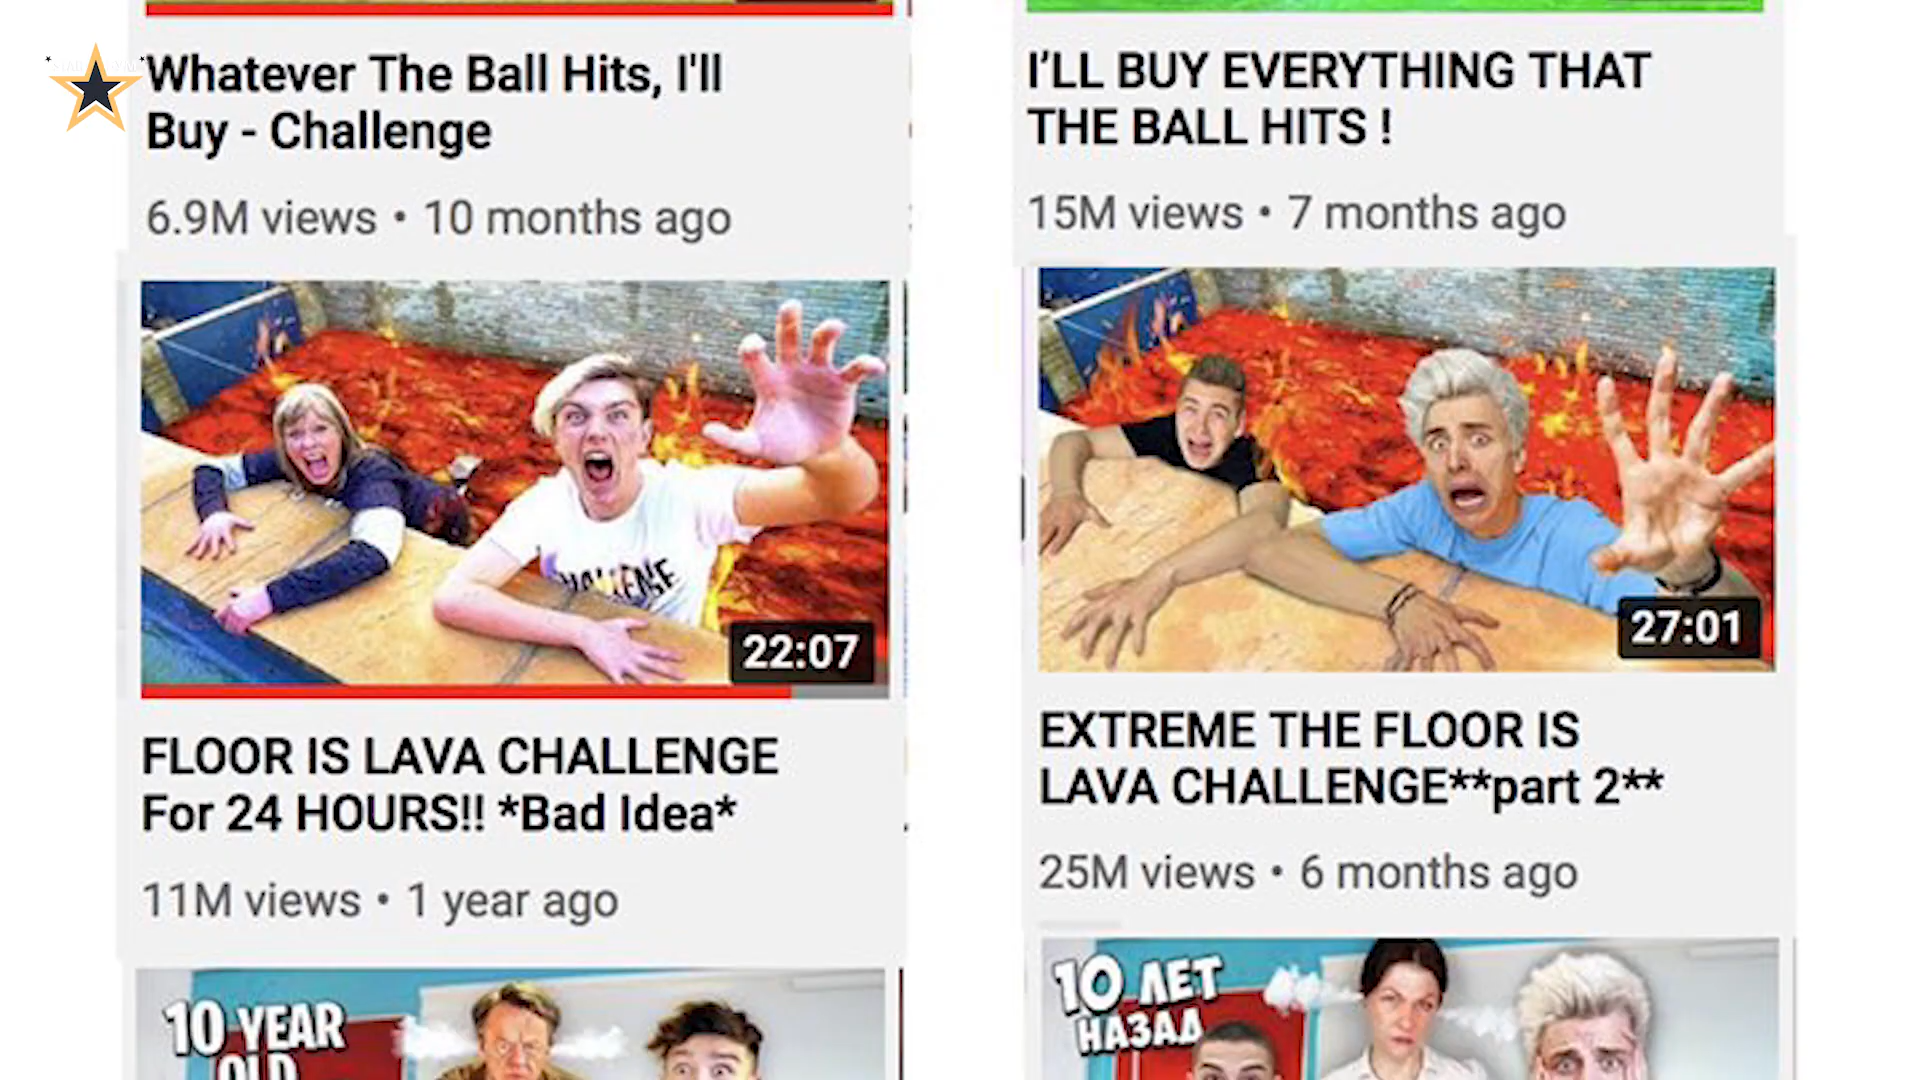 Whatever The Ball Hits, I'll
Buy - Challenge
6.9M views • 10 months ago
22:07
FLOOR IS LAVA CHALLENGE
For 24 HOURS!! *Bad Idea*
11M views • 1 year ago
10 YEAR
OLD
I'LL BUY EVERYTHING THAT
THE BALL HITS !
15M views • 7 months ago
27:01
EXTREME THE FLOOR IS
LAVA CHALLENGE**part 2**
25M views • 6 months ago
10 ЛЕТ
НАЗАД